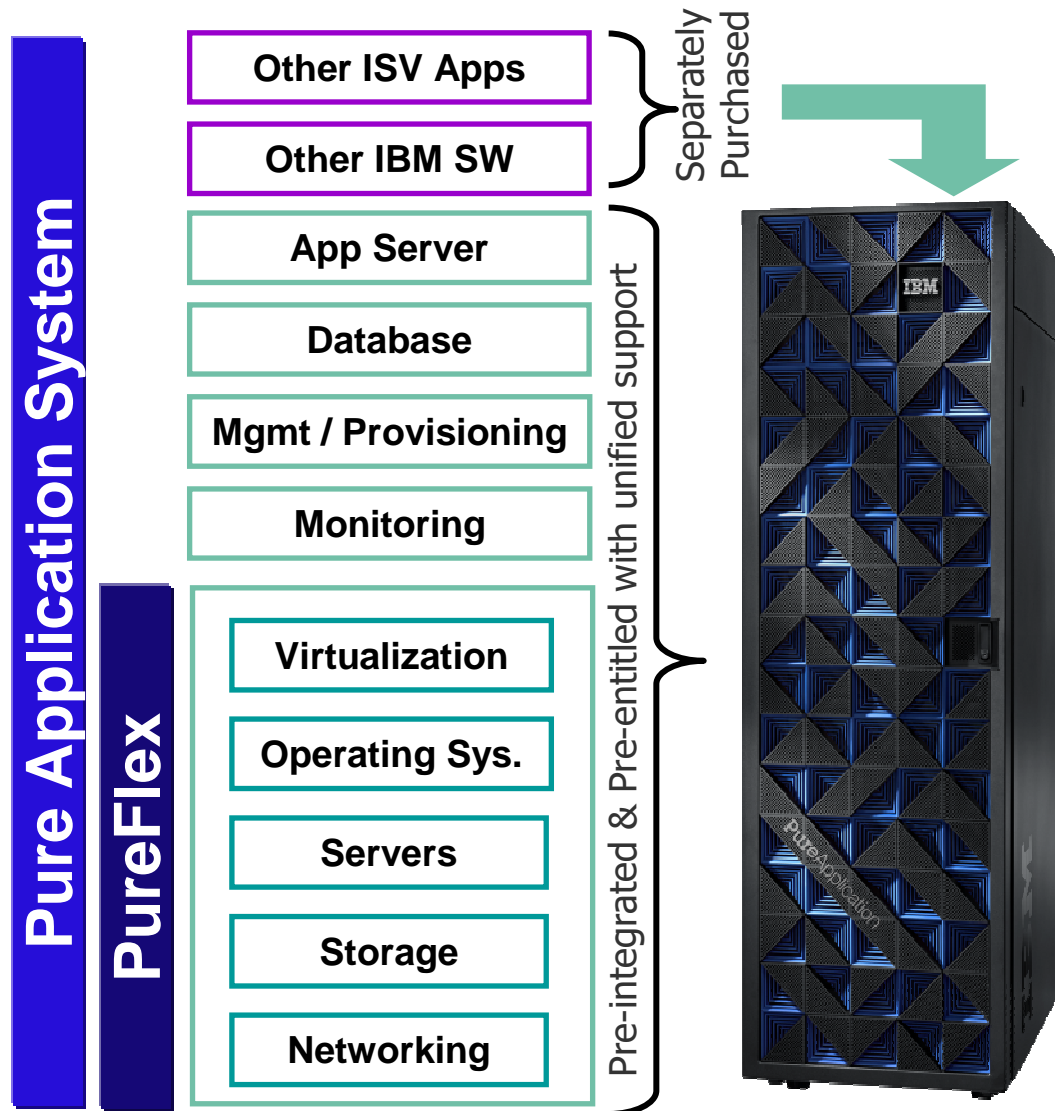 Pure Application System
PureFlex
Other ISV Apps
Other IBM SW
App Server
Database
Mgmt / Provisioning
Monitoring
Virtualization
Operating Sys.
Servers
Storage
Networking
Separately
Purchased
Pre-integrated & Pre-entitled with unified support
IBM
PureApplication
IBM